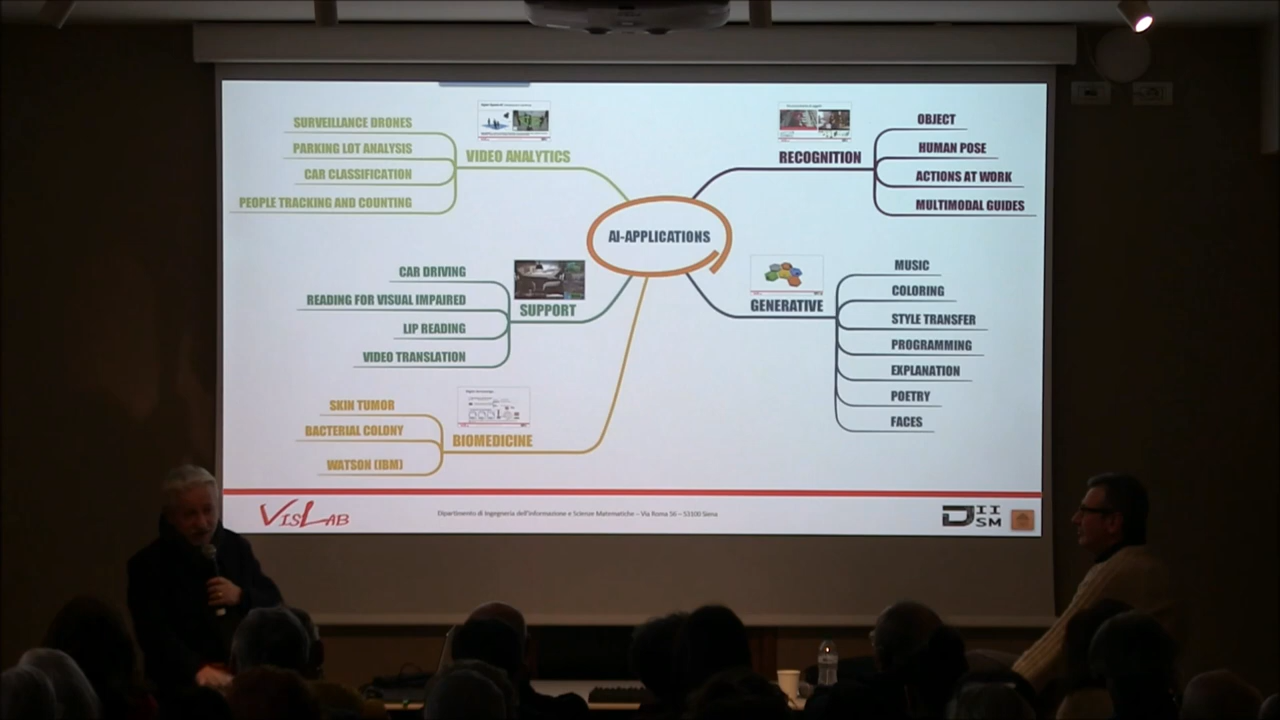 SURVEILLANCE DRONES
PARKING LOT ANALYSIS
CAR CLASSIFICATION
PEOPLE TRACKING AND COUNTING
VIDEO ANALYTICS
RECOGNITION
OBJECT
HUMAN POSE
ACTIONS AT WORK
MULTIMODAL GUIDES
AI-APPLICATIONS
CAR DRIVING
READING FOR VISUAL IMPAIRED
LIP READING
VIDEO TRANSLATION
SUPPORT
GENERATIVE
MUSIC
COLORING
STYLE TRANSFER
PROGRAMMING
EXPLANATION
POETRY
FACES
SKIN TUMOR
BACTERIAL COLONY
WATSON (IBM)
BIOMEDICINE
VISLAB
Dipartimento di Ingegneria dell'Informazione e Scienze Matematiche – Via Roma 56 – 53100 Siena
DII
SM